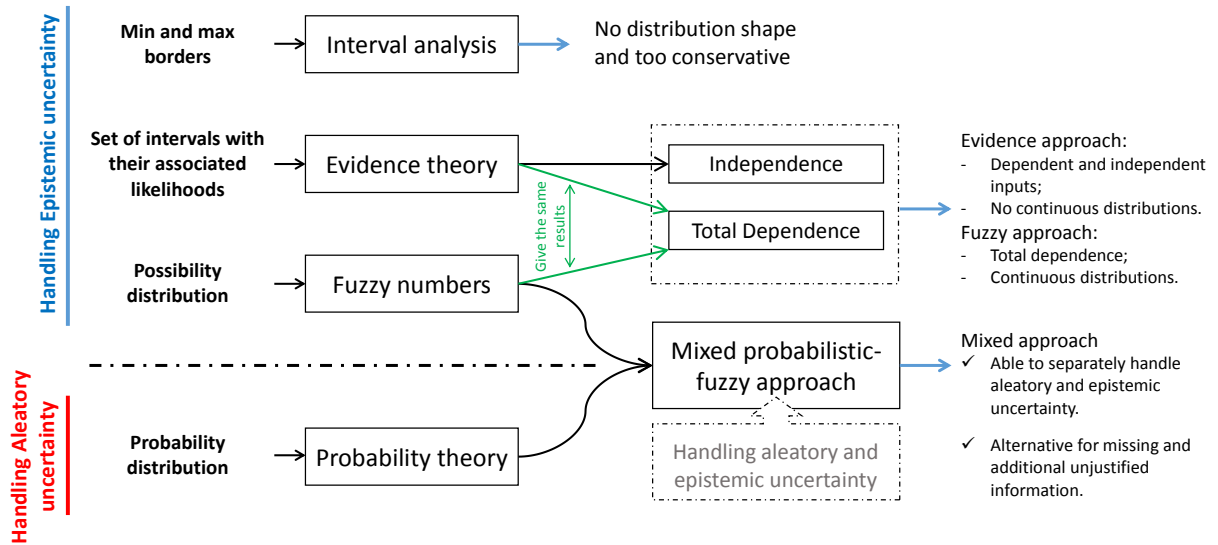 Handling Epistemic uncertainty
Min and max
borders
Interval analysis
No distribution shape
and too conservative
Set of intervals with
their associated
likelihoods
Evidence theory
Give the same
results
Independence
Total Dependence
Evidence approach:
- Dependent and independent
inputs;
- No continuous distributions.
Fuzzy approach:
- Total dependence;
- Continuous distributions.
Possibility
distribution
Fuzzy numbers
Mixed probabilistic-
fuzzy approach
Mixed approach
✓ Able to separately handle
aleatory and epistemic
uncertainty.
✓ Alternative for missing and
additional unjustified
information.
Handling Aleatory
uncertainty
Probability
distribution
Probability theory
Handling aleatory and
epistemic uncertainty